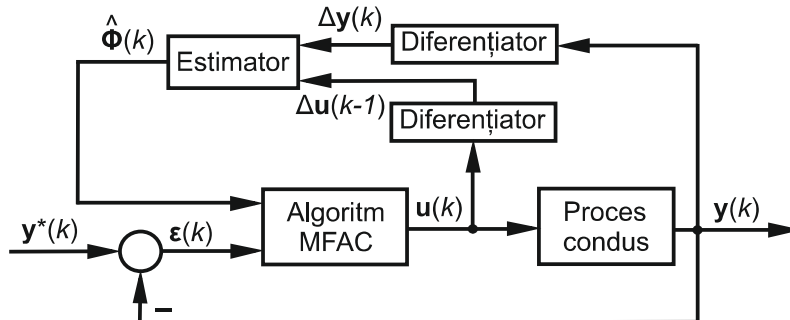 Φ̂(k)
Estimator
Δy(k)
Diferențiator
Δu(k-1)
Diferențiator
y*(k)
ε(k)
Algoritm
MFAC
u(k)
Proces
condus
y(k)
−